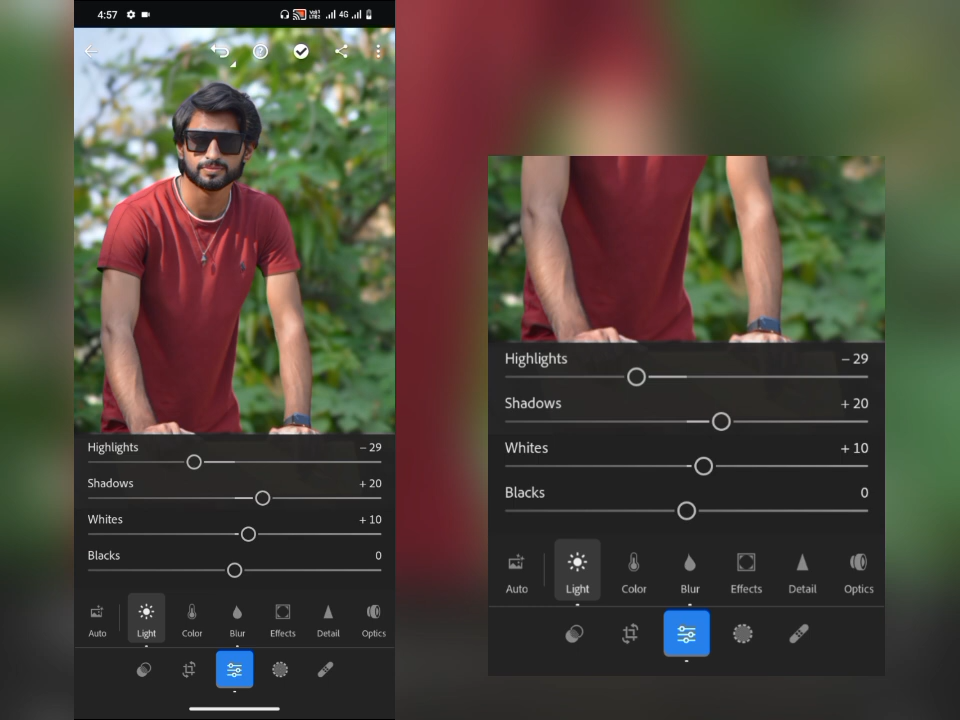 4:57
4G
Highlights – 29
Shadows + 20
Whites + 10
Blacks 0
Auto Light Color Blur Effects Detail Optics
Highlights – 29
Shadows + 20
Whites + 10
Blacks 0
Auto Light Color Blur Effects Detail Optics